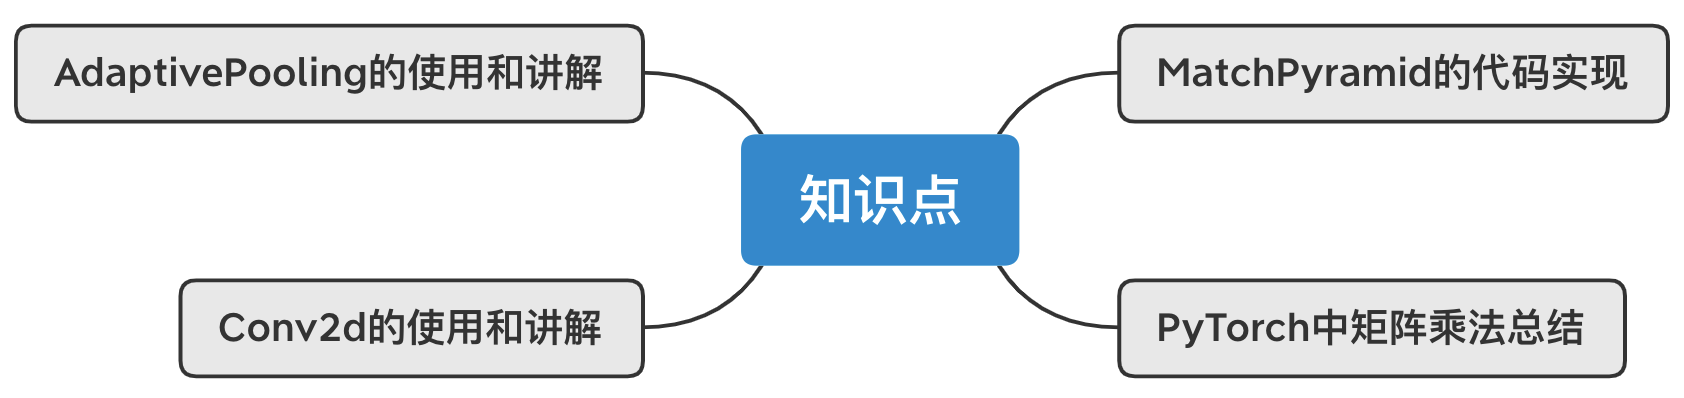 AdaptivePooling的使用和讲解
MatchPyramid的代码实现
知识点
Conv2d的使用和讲解
PyTorch中矩阵乘法总结